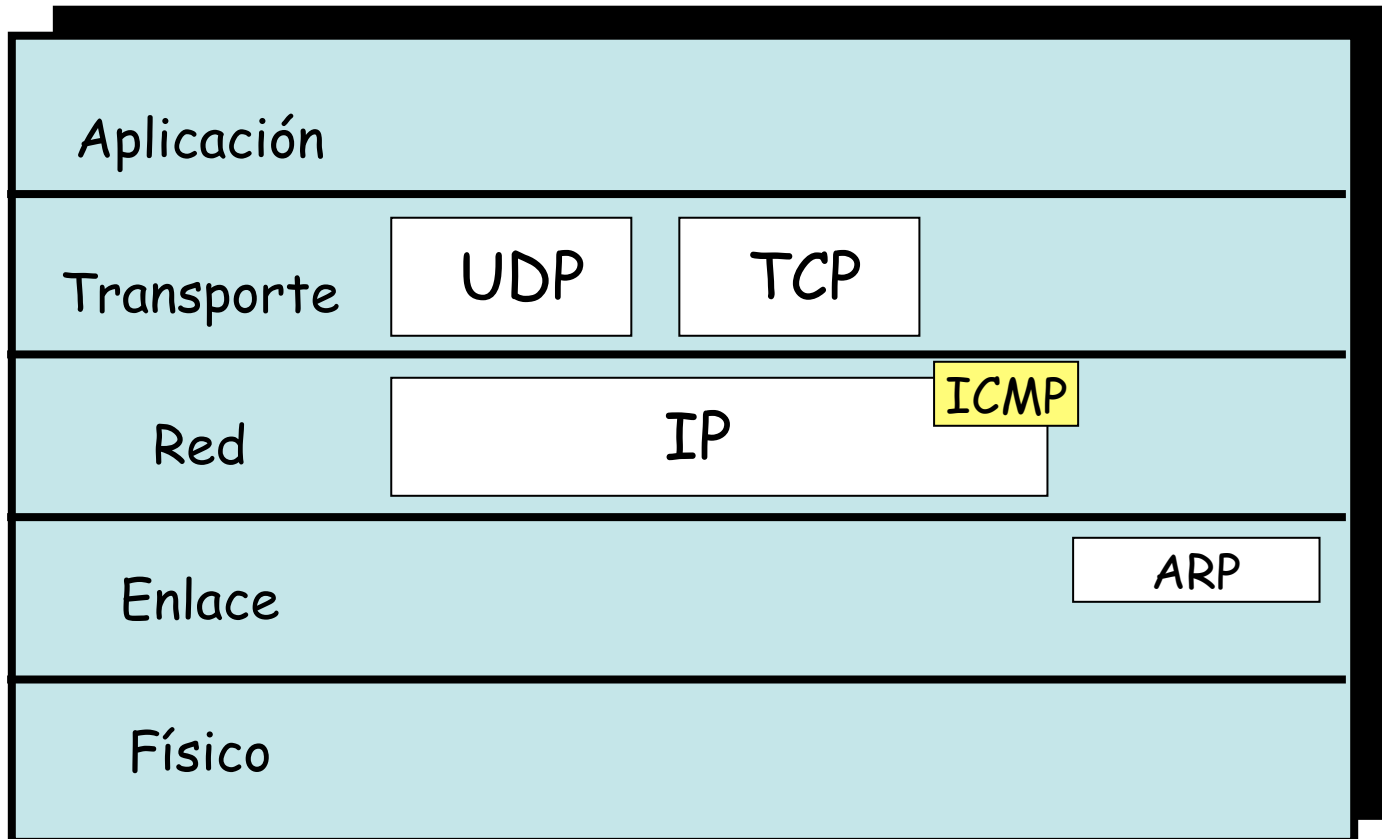 Aplicación
Transporte
UDP
TCP
Red
IP
ICMP
Enlace
ARP
Físico